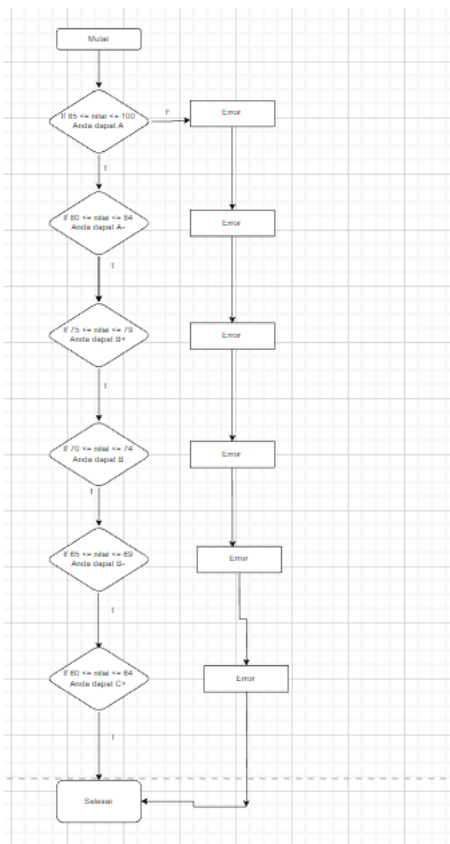 Mulai
If 85 <= nilai <= 100
Anda dapat A
F
Error
T
If 80 <= nilai <= 84
Anda dapat A-
Error
T
If 75 <= nilai <= 79
Anda dapat B+
Error
T
If 70 <= nilai <= 74
Anda dapat B
Error
T
If 65 <= nilai <= 69
Anda dapat B-
Error
T
If 60 <= nilai <= 64
Anda dapat C+
Error
T
Selesai